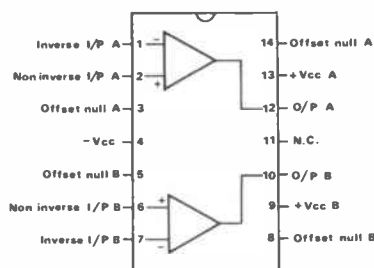 Inverse I/P A 1 − 14 Offset null A
Non inverse I/P A 2 + 13 +Vcc A
Offset null A 3 12 O/P A
−Vcc 4 11 N.C.
Offset null B 5 10 O/P B
Non inverse I/P B 6 + 9 +Vcc B
Inverse I/P B 7 − 8 Offset null B